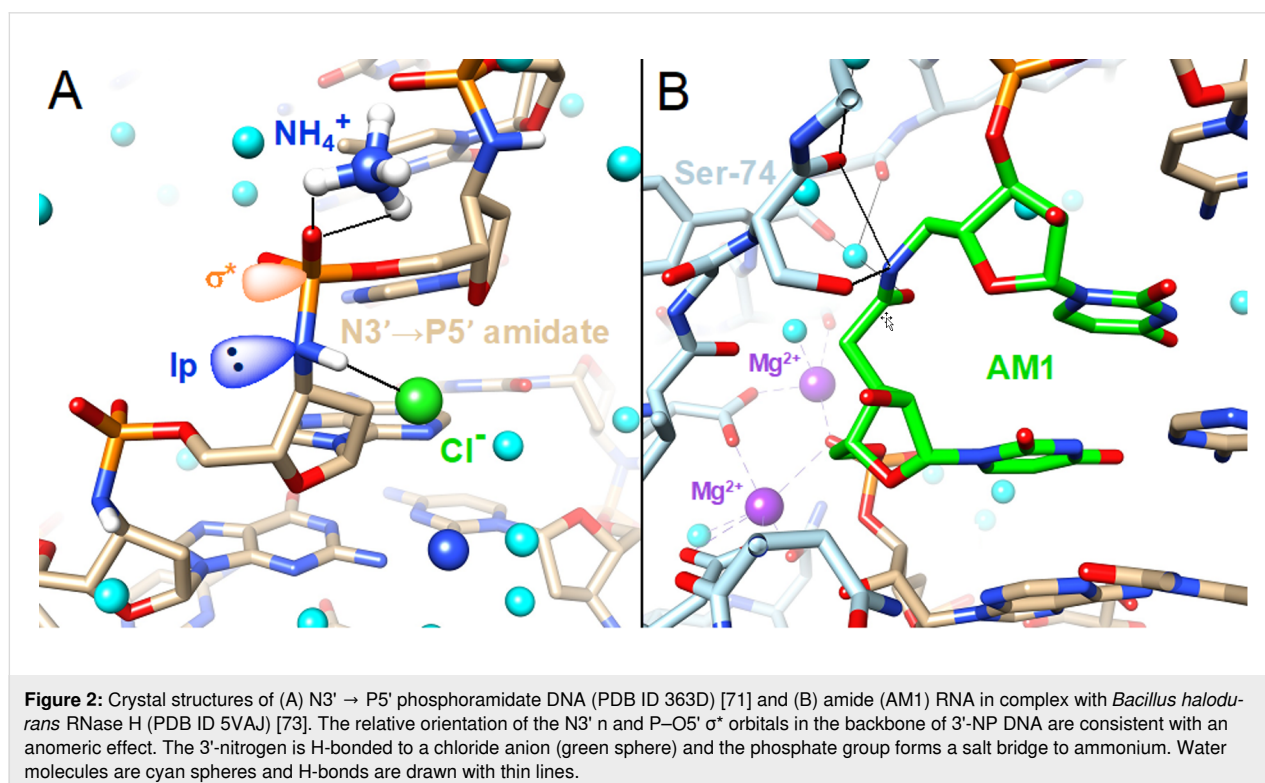 A
NH₄⁺
σ*
N3′→P5′ amidate
lp
Cl⁻
B
Ser-74
Mg²⁺
AM1
Mg²⁺
Figure 2: Crystal structures of (A) N3' → P5' phosphoramidate DNA (PDB ID 363D) [71] and (B) amide (AM1) RNA in complex with Bacillus halodu-
rans RNase H (PDB ID 5VAJ) [73]. The relative orientation of the N3' n and P–O5' σ* orbitals in the backbone of 3'-NP DNA are consistent with an
anomeric effect. The 3'-nitrogen is H-bonded to a chloride anion (green sphere) and the phosphate group forms a salt bridge to ammonium. Water
molecules are cyan spheres and H-bonds are drawn with thin lines.